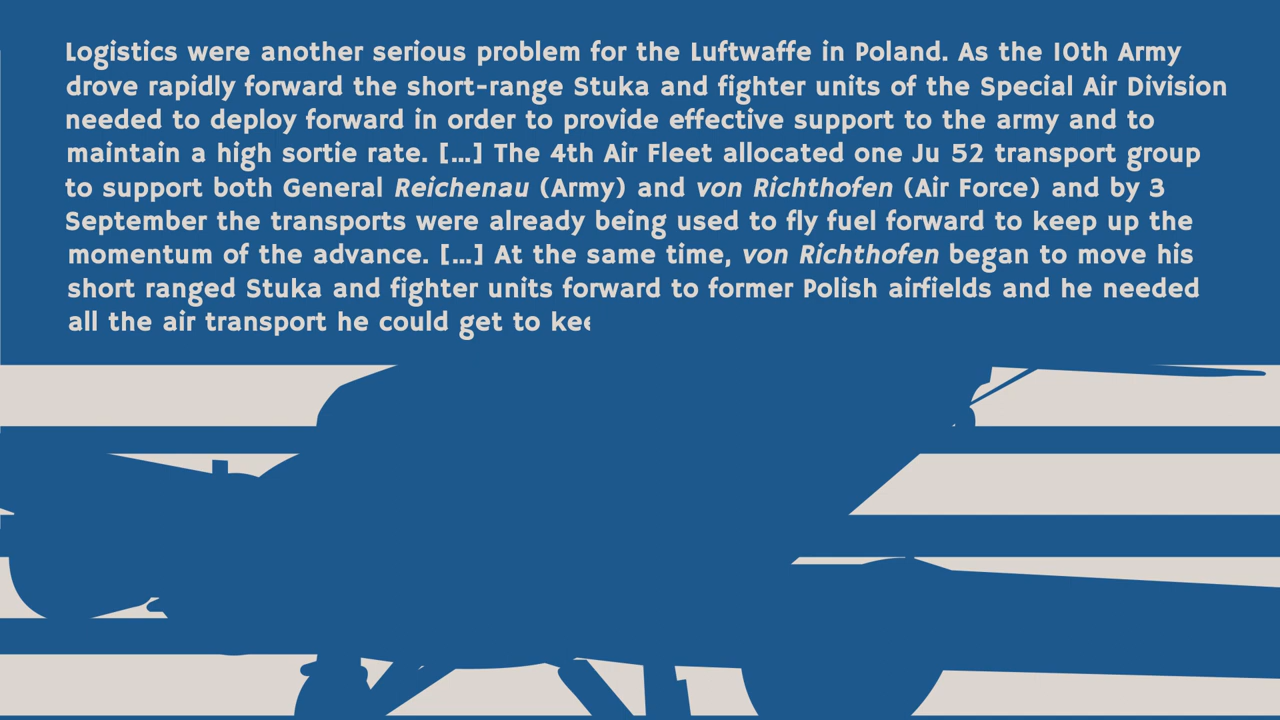 Logistics were another serious problem for the Luftwaffe in Poland. As the 10th Army
drove rapidly forward the short-range Stuka and fighter units of the Special Air Division
needed to deploy forward in order to provide effective support to the army and to
maintain a high sortie rate. [...] The 4th Air Fleet allocated one Ju 52 transport group
to support both General Reichenau (Army) and von Richthofen (Air Force) and by 3
September the transports were already being used to fly fuel forward to keep up the
momentum of the advance. [...] At the same time, von Richthofen began to move his
short ranged Stuka and fighter units forward to former Polish airfields and he needed
all the air transport he could get to